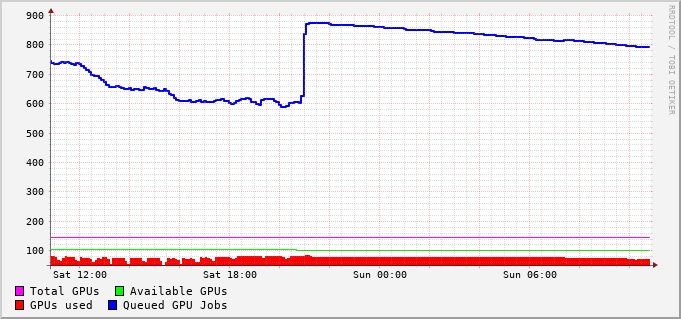 900
800
700
600
500
400
300
200
100
Sat 12:00 Sat 18:00 Sun 00:00 Sun 06:00
Total GPUs Available GPUs
GPUs used Queued GPU Jobs
RRDTOOL / TOBI OETIKER